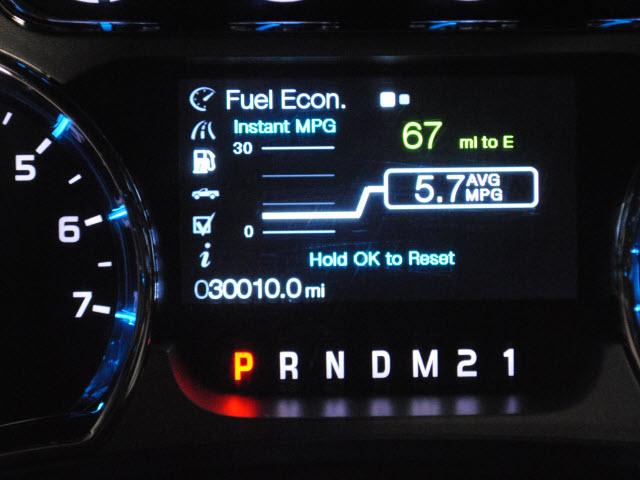 Fuel Econ.
Instant MPG
67 mi to E
30
5.7 AVG MPG
0
Hold OK to Reset
030010.0 mi
5
6
7
P R N D M 2 1